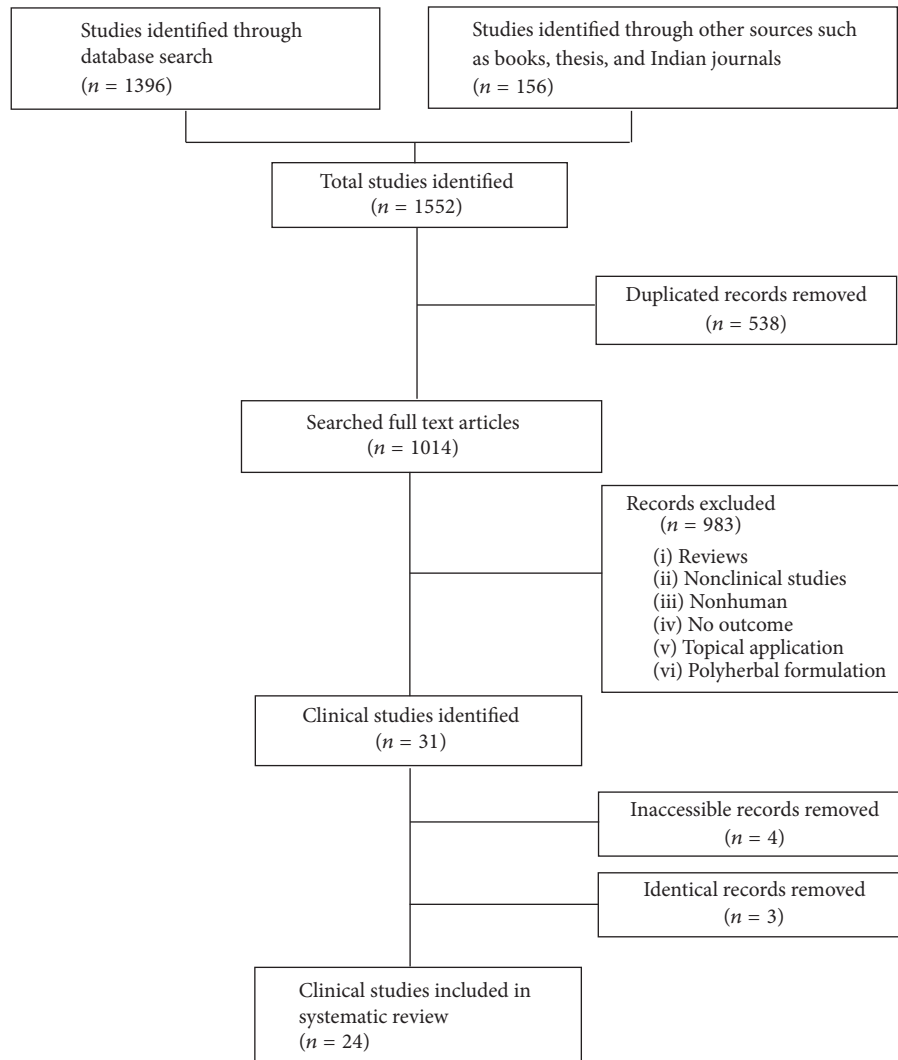 Studies identified through
database search
(n = 1396)
Studies identified through other sources such
as books, thesis, and Indian journals
(n = 156)
Total studies identified
(n = 1552)
Duplicated records removed
(n = 538)
Searched full text articles
(n = 1014)
Records excluded
(n = 983)
(i) Reviews
(ii) Nonclinical studies
(iii) Nonhuman
(iv) No outcome
(v) Topical application
(vi) Polyherbal formulation
Clinical studies identified
(n = 31)
Inaccessible records removed
(n = 4)
Identical records removed
(n = 3)
Clinical studies included in
systematic review
(n = 24)